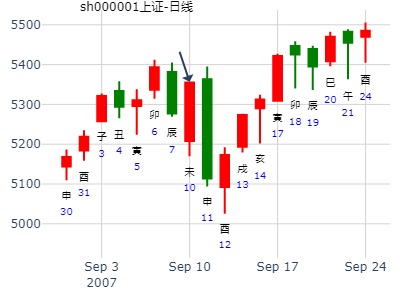 sh000001上证-日线
5500
5400
5300
5200
5100
5000
申
30
酉
31
子
3
丑
4
寅
5
卯
6
辰
7
未
10
申
11
酉
12
戌
13
亥
14
寅
17
卯
18
辰
19
巳
20
午
21
酉
24
Sep 3
2007
Sep 10
Sep 17
Sep 24